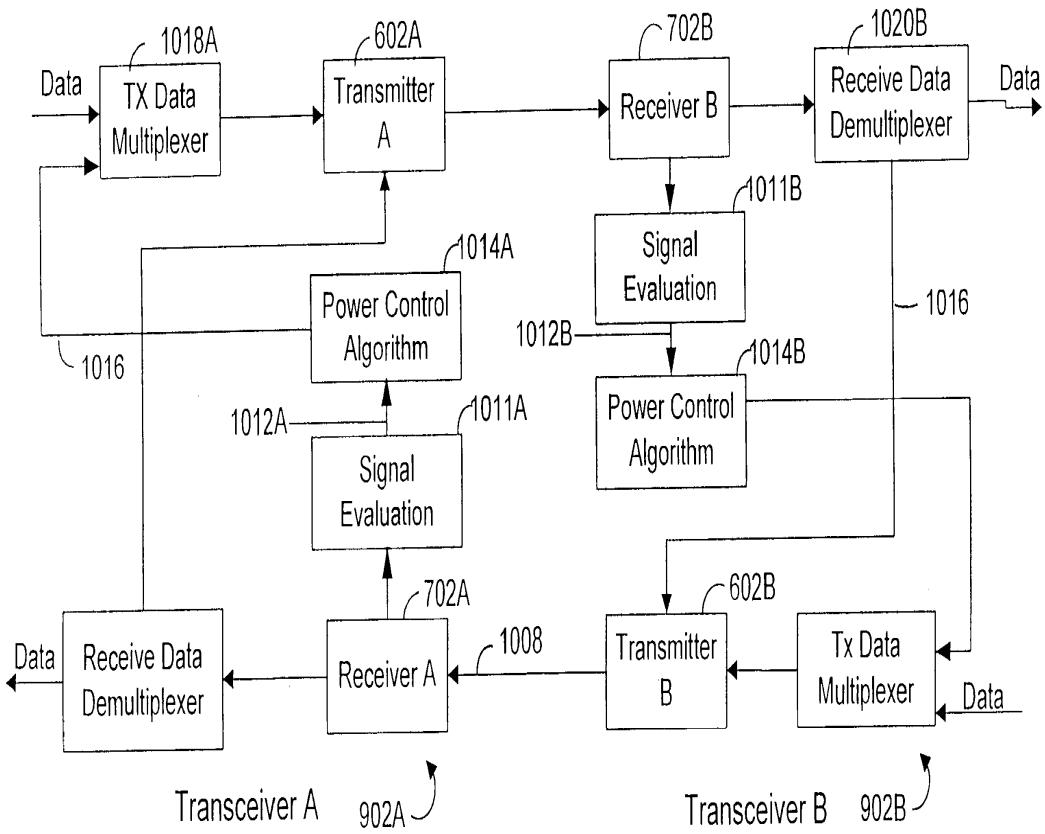 1018A
602A
702B
1020B
Data
TX Data
Multiplexer
Transmitter
A
Receiver B
Receive Data
Demultiplexer
Data
1011B
Signal
Evaluation
1014A
Power Control
Algorithm
1016
1012B
1014B
Power Control
Algorithm
1016
1012A
1011A
Signal
Evaluation
702A
602B
Data
Receive Data
Demultiplexer
Receiver A
1008
Transmitter
B
Tx Data
Multiplexer
Data
Transceiver A
902A
Transceiver B
902B